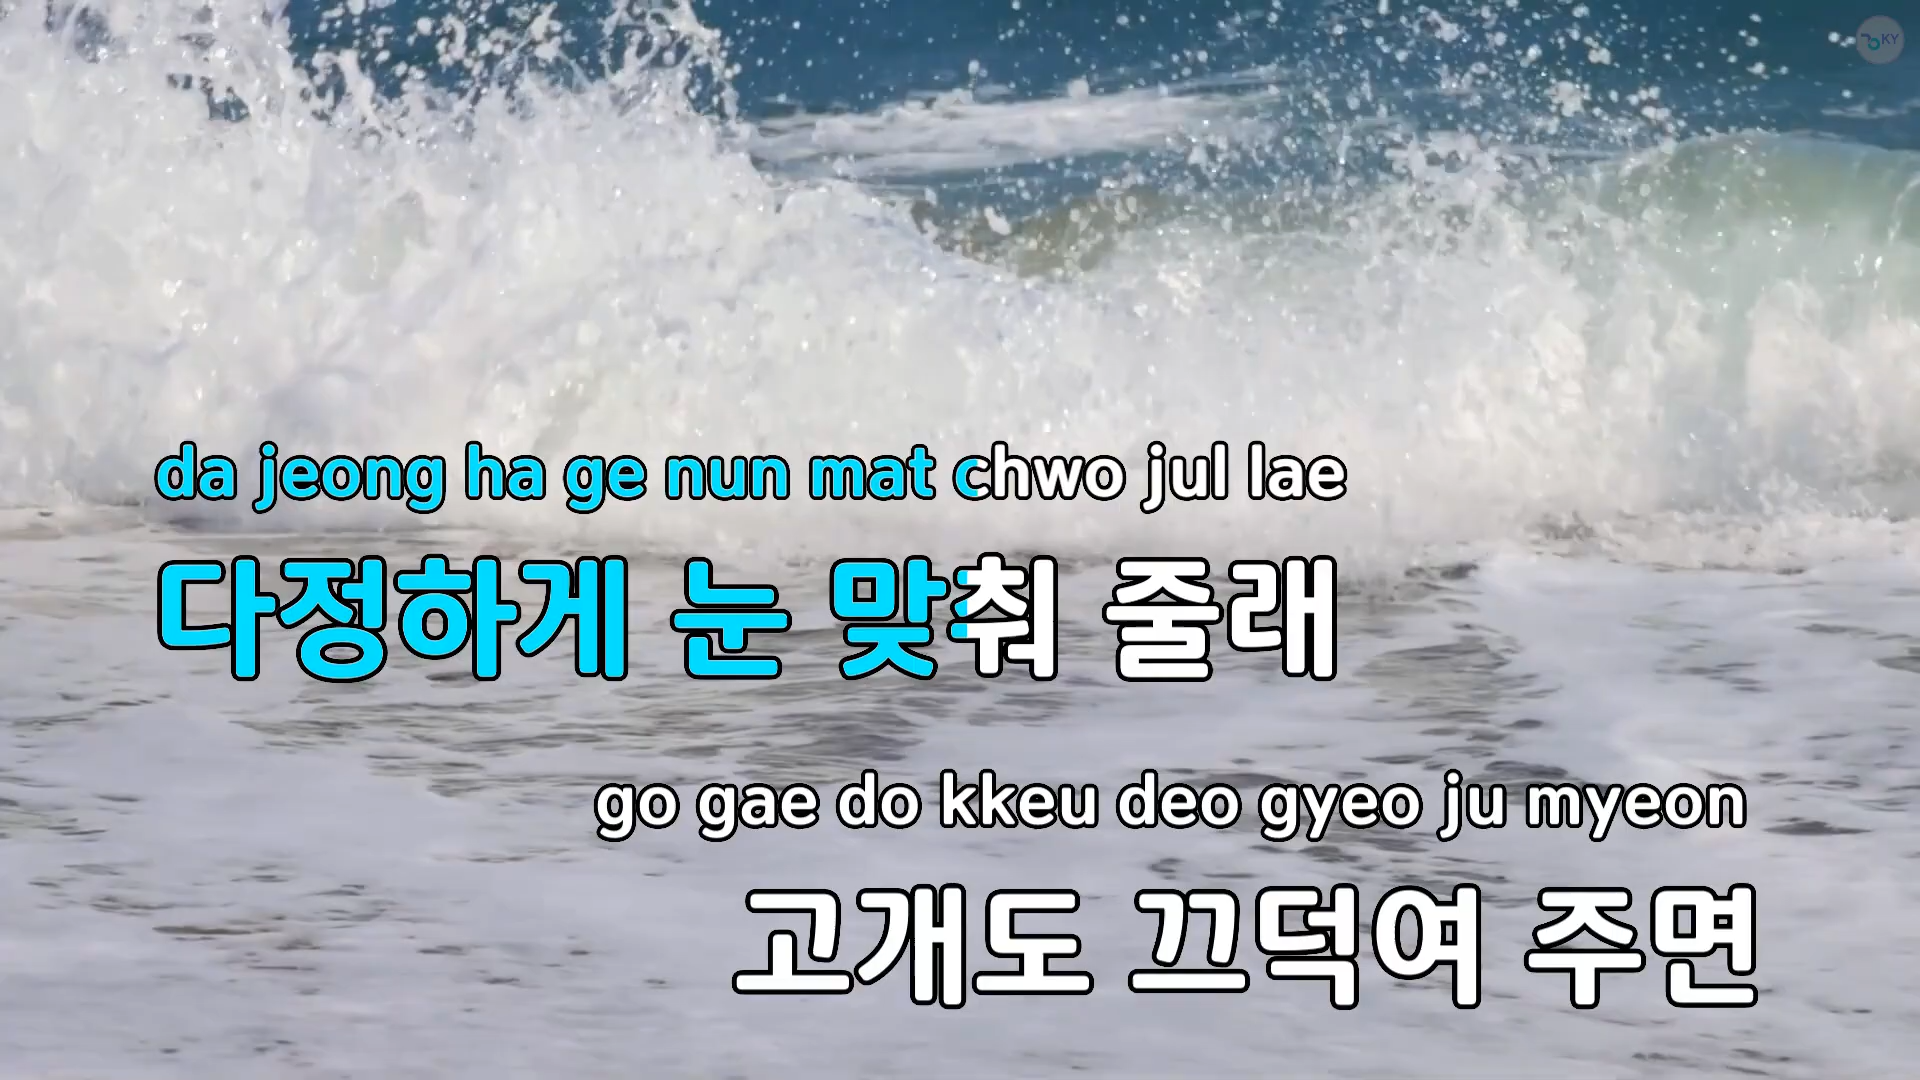 KY
da jeong ha ge nun mat chwo jul lae
다정하게 눈 맞춰 줄래
go gae do kkeu deo gyeo ju myeon
고개도 끄덕여 주면